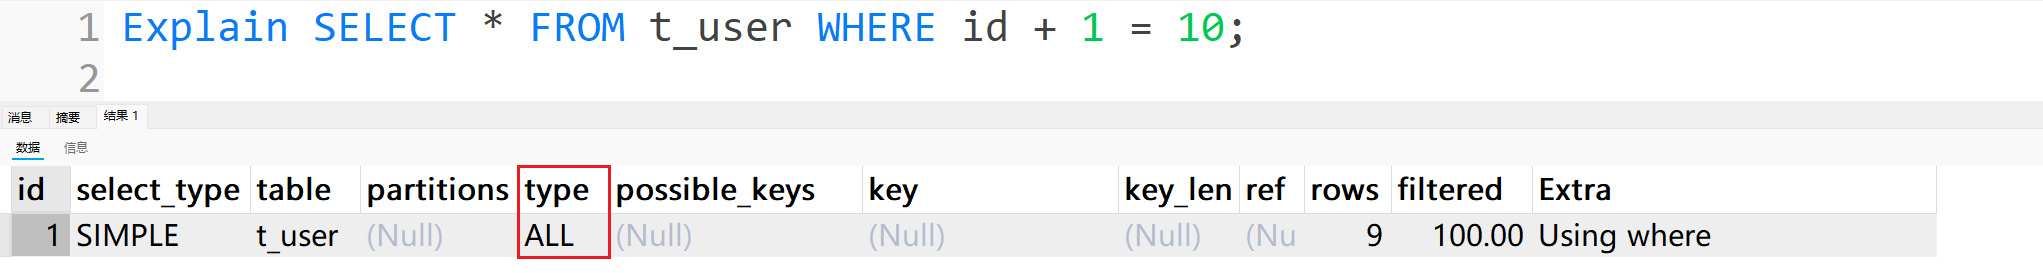 1 Explain SELECT * FROM t_user WHERE id + 1 = 10;
2
消息 摘要 结果 1
数据 信息
id select_type table partitions type possible_keys key key_len ref rows filtered Extra
1 SIMPLE t_user (Null) ALL (Null) (Null) (Null) (Nu 9 100.00 Using where